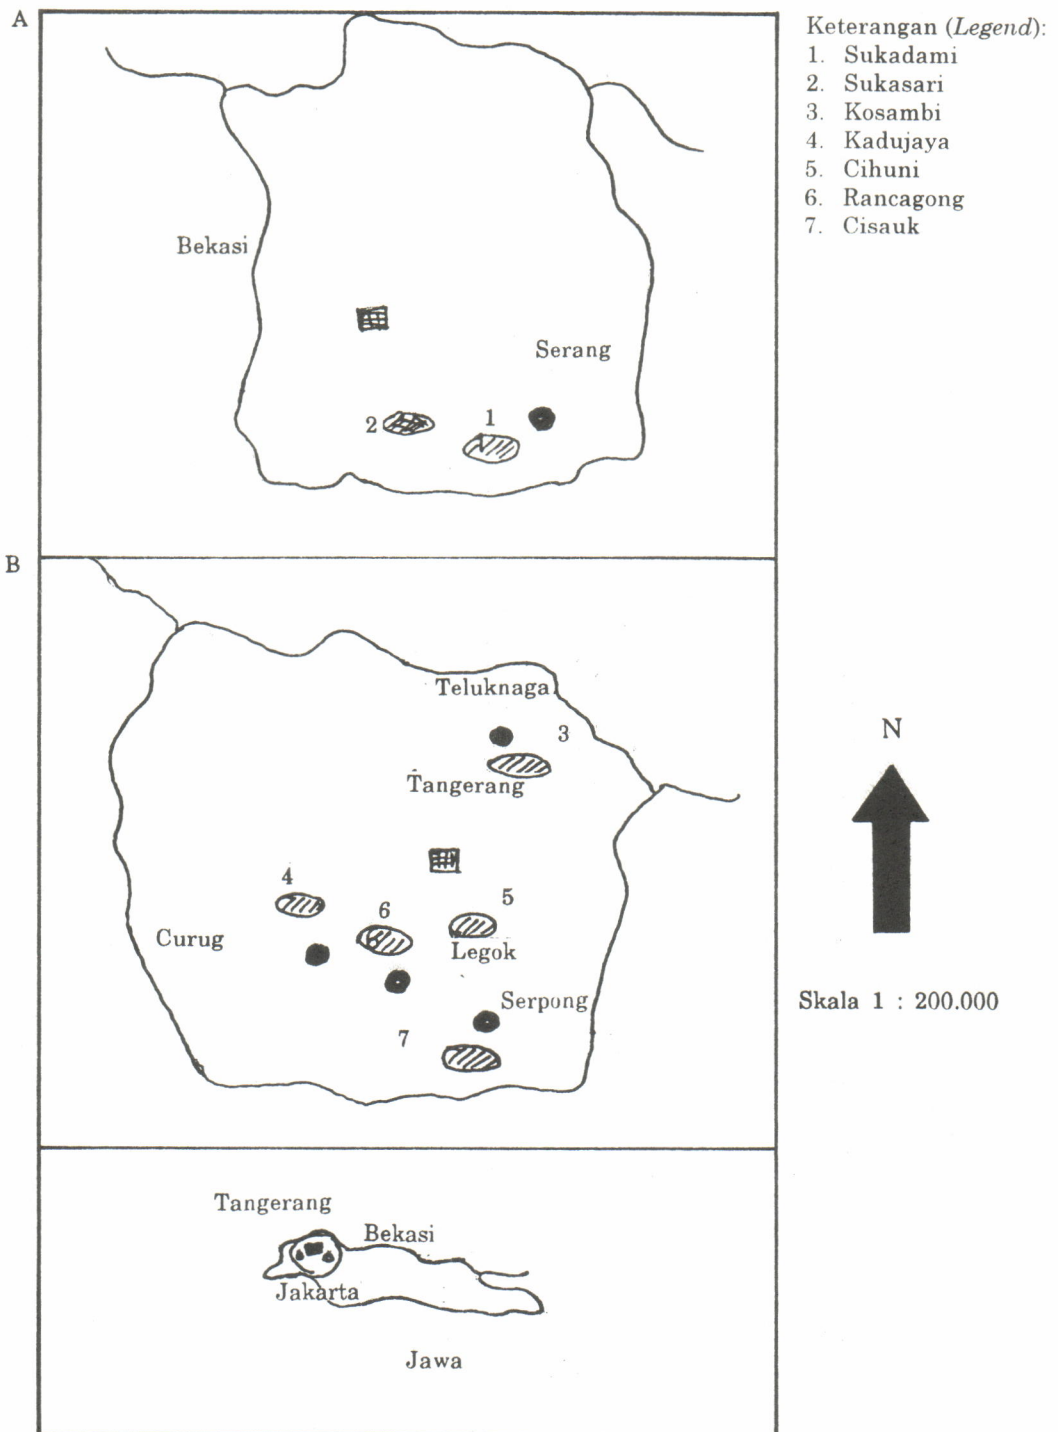 A
Keterangan (Legend):
1. Sukadami
2. Sukasari
3. Kosambi
4. Kadujaya
5. Cihuni
6. Rancagong
7. Cisauk
Bekasi
Serang
2
1
B
Teluknaga
3
Tangerang
N
4
6
5
6
Curug
Legok
Serpong
7
Skala 1 : 200.000
Tangerang
Bekasi
Jakarta
Jawa